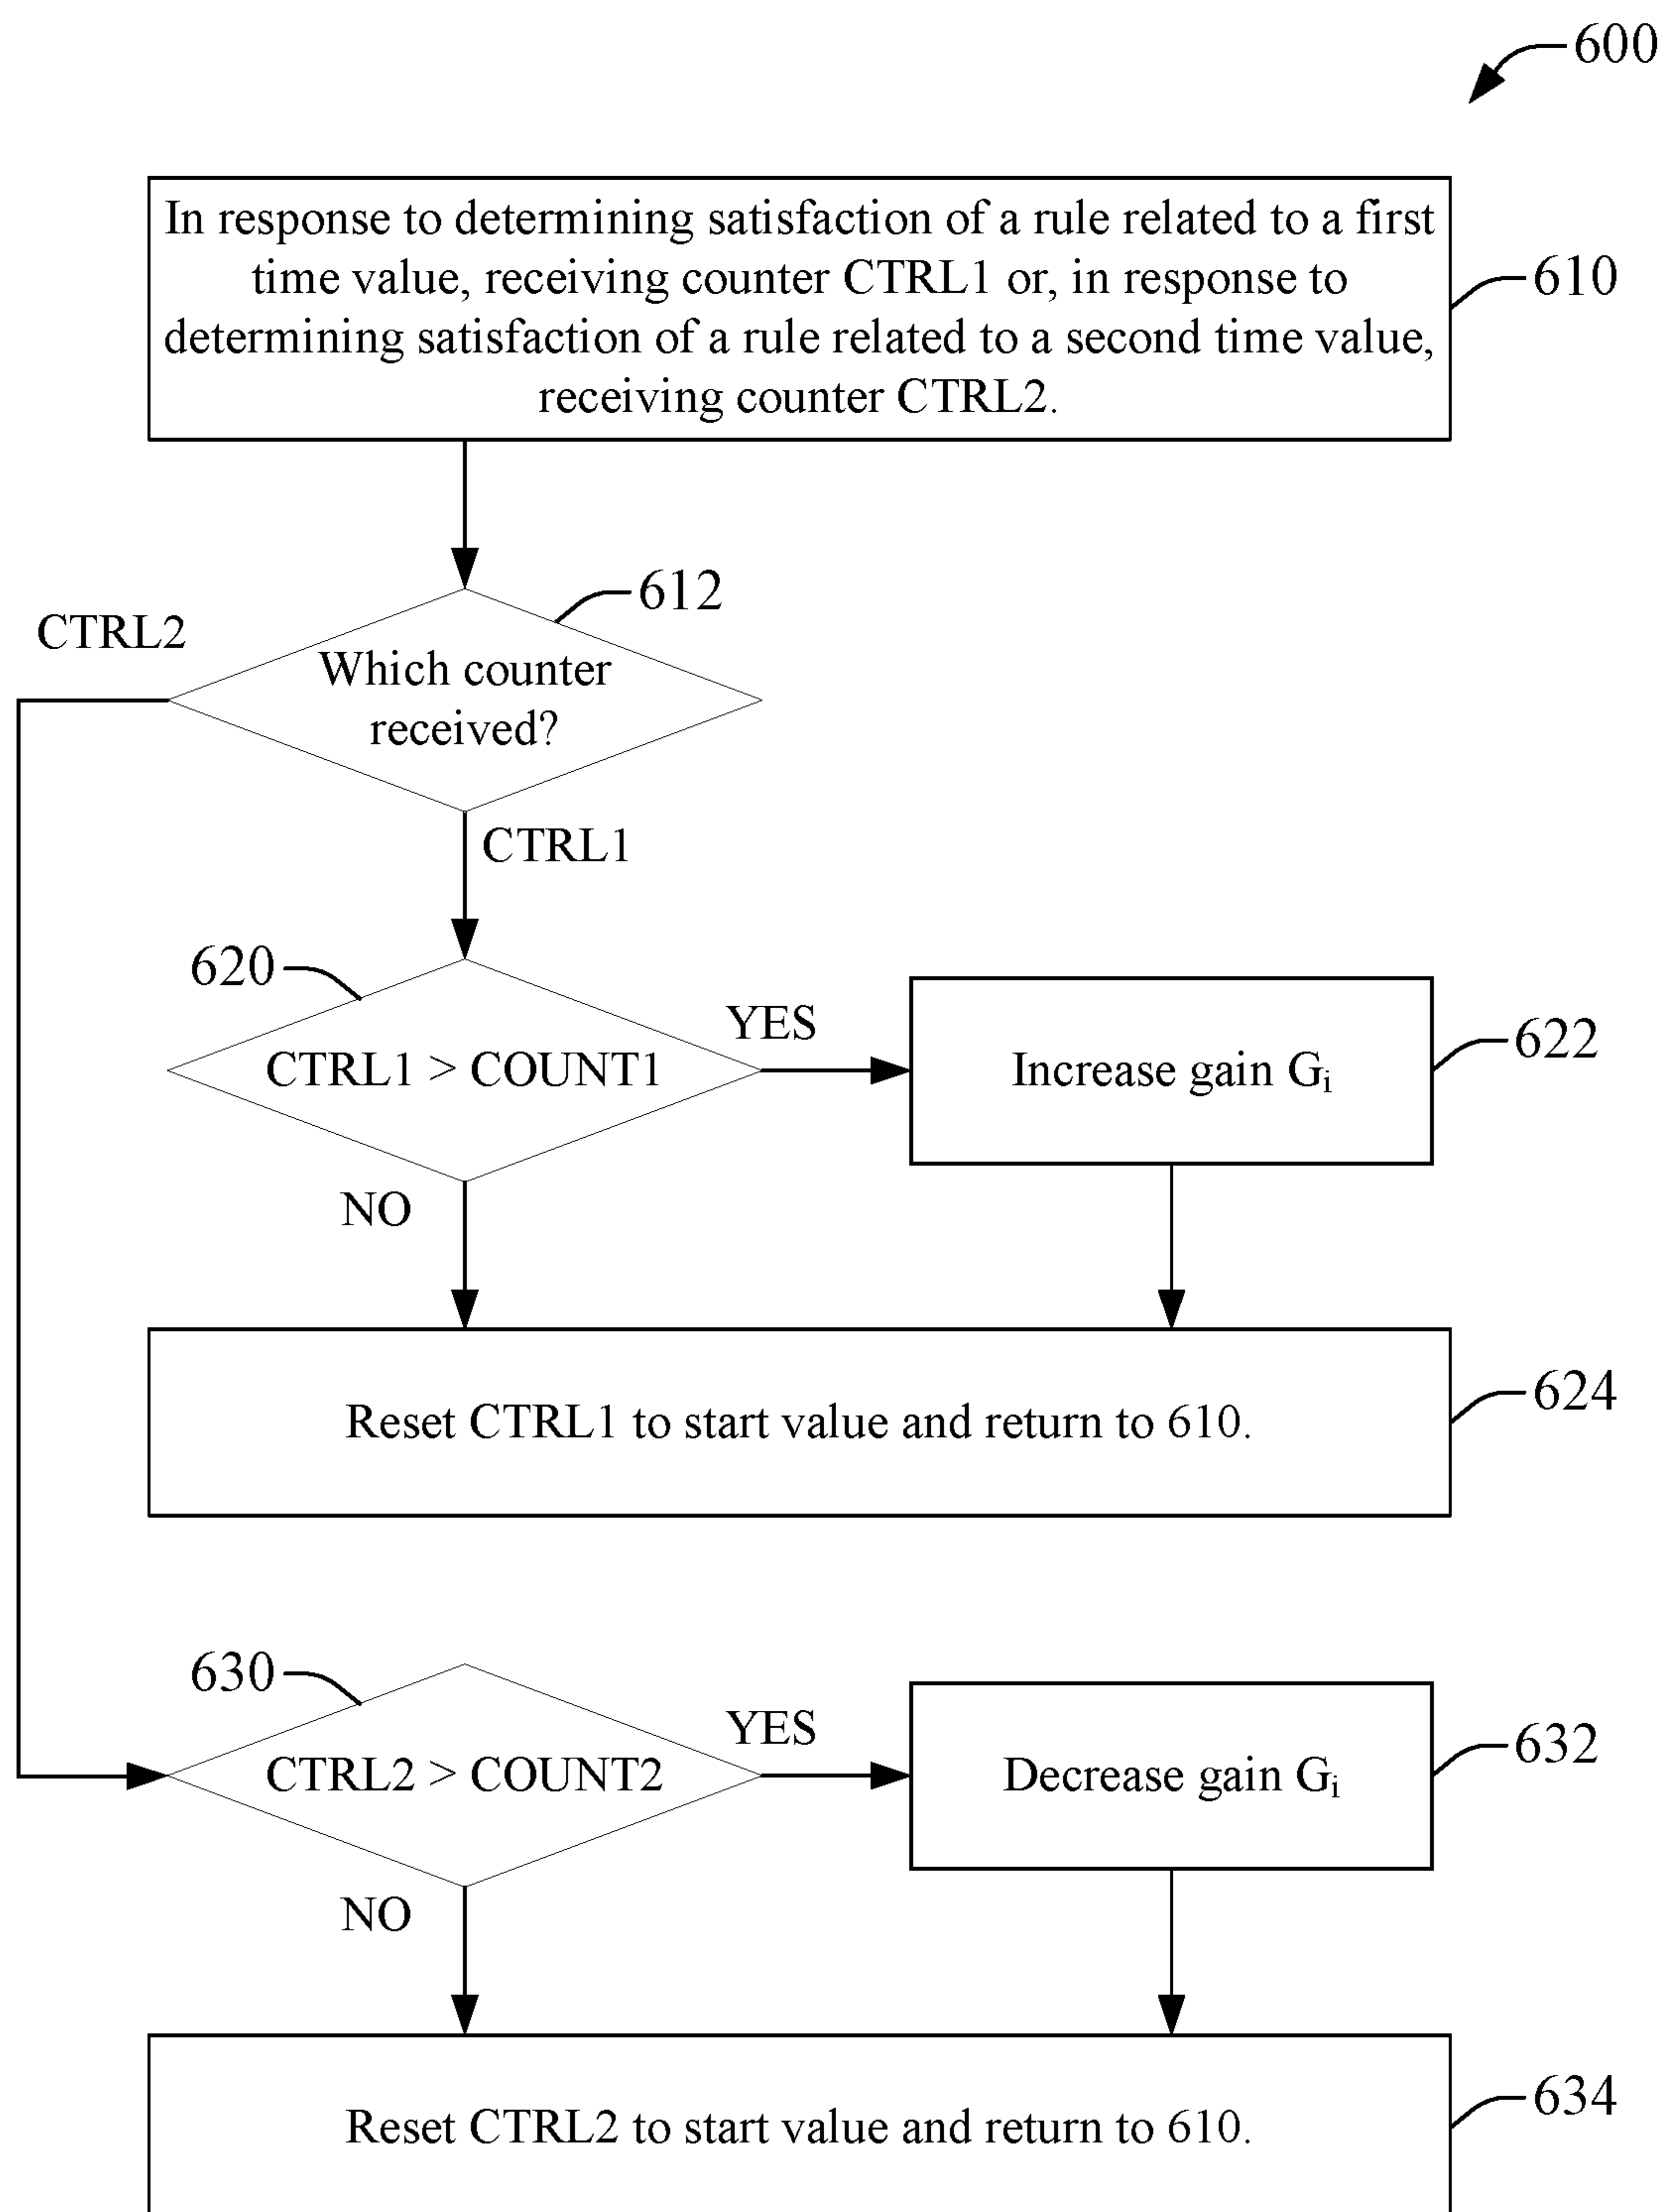 600
In response to determining satisfaction of a rule related to a first
time value, receiving counter CTRL1 or, in response to
determining satisfaction of a rule related to a second time value,
receiving counter CTRL2.
610
612
CTRL2
Which counter
received?
CTRL1
620
YES
CTRL1 > COUNT1
Increase gain Gi
622
NO
Reset CTRL1 to start value and return to 610.
624
630
YES
CTRL2 > COUNT2
Decrease gain Gi
632
NO
Reset CTRL2 to start value and return to 610.
634